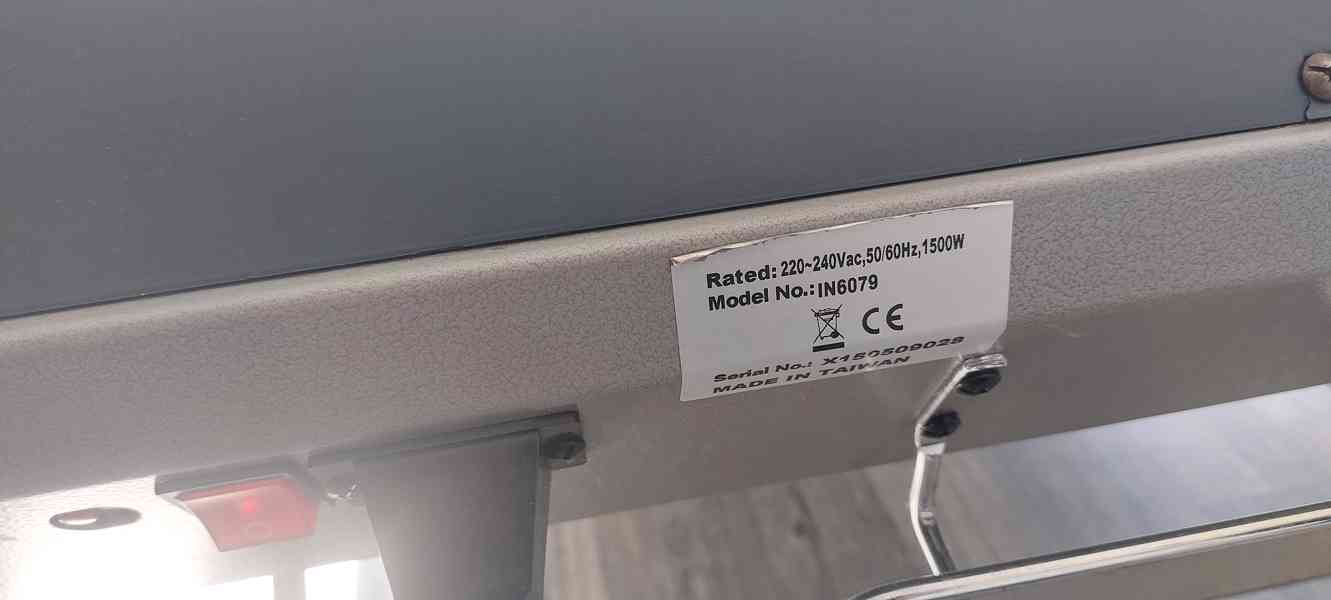 Rated: 220~240Vac,50/60Hz,1500W
Model No.: IN6079
CE
Serial No.: X150509028
MADE IN TAIWAN